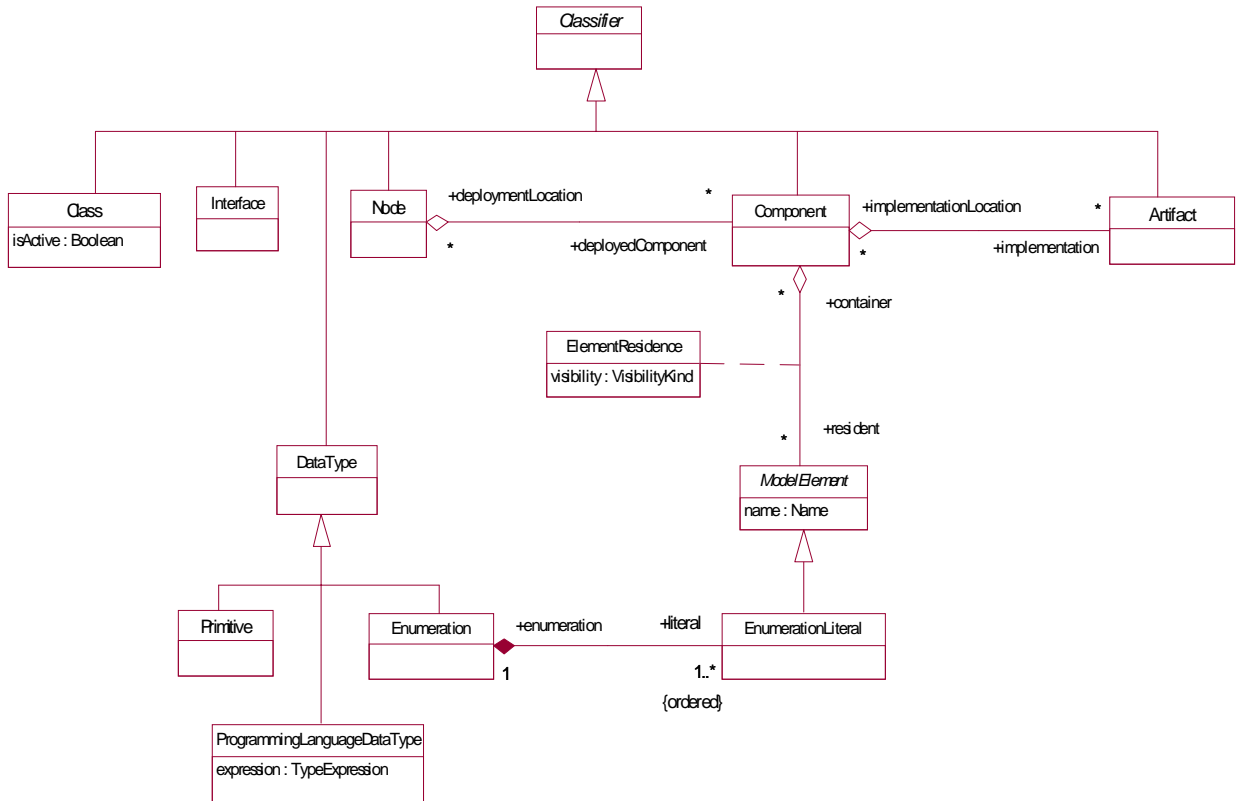 Classifier
Class
isActive : Boolean
Interface
Node
+deploymentLocation
*
+deployedComponent
*
Component
+implementationLocation
*
+implementation
*
Artifact
*
+container
ElementResidence
visibility : VisibilityKind
+resident
*
DataType
ModelElement
name : Name
Primitive
Enumeration
+enumeration
1
+literal
1..*
{ordered}
EnumerationLiteral
ProgrammingLanguageDataType
expression : TypeExpression